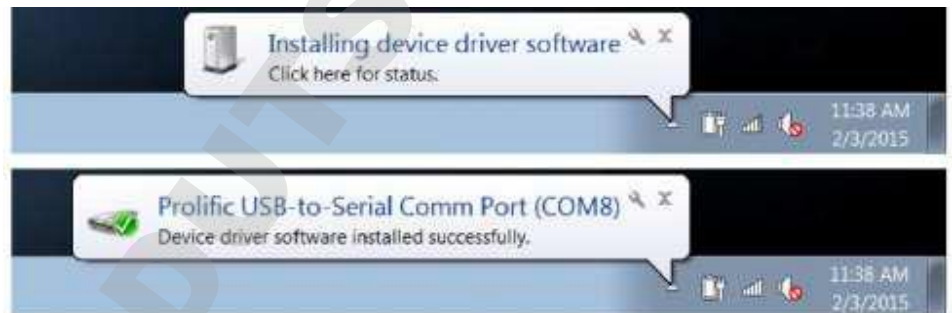 Installing device driver software
Click here for status.
11:38 AM
2/3/2015
Prolific USB-to-Serial Comm Port (COM8)
Device driver software installed successfully.
11:38 AM
2/3/2015